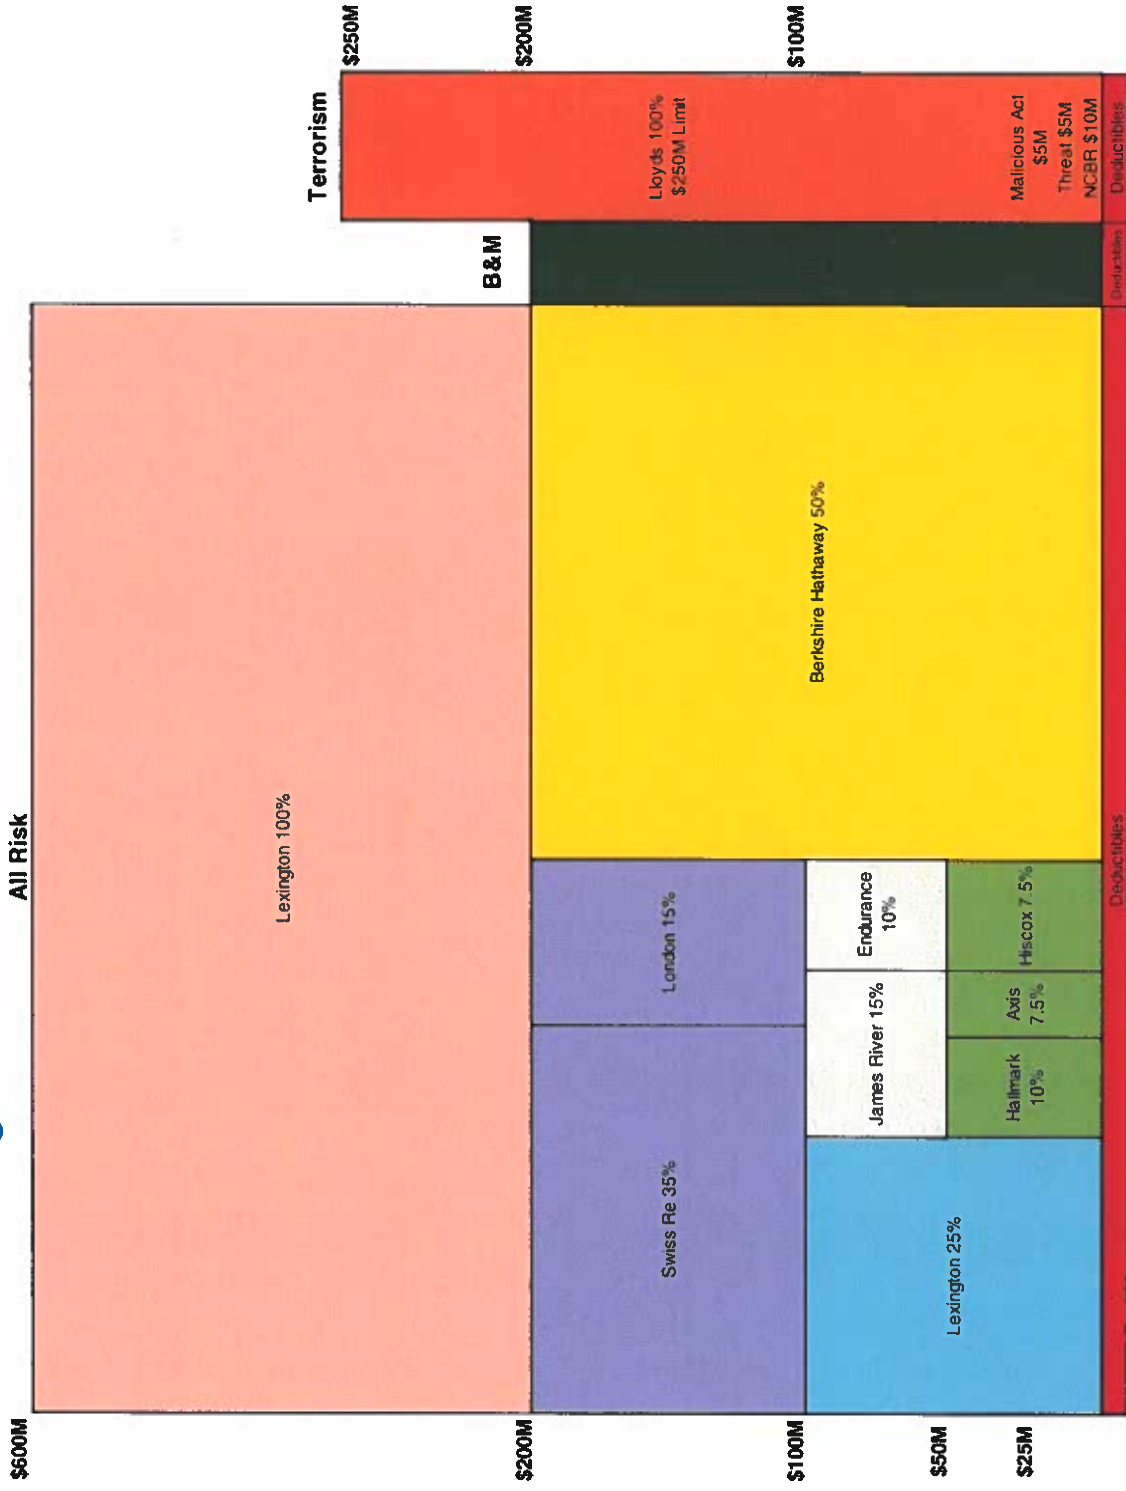 All Risk
Terrorism
B&M
$600M
$200M
$100M
$50M
$25M
$250M
$200M
$100M
Lexington 100%
Swiss Re 35%
London 15%
Berkshire Hathaway 50%
Lloyds 100%
$250M Limit
James River 15%
Endurance
10%
Lexington 25%
Hallmark
10%
Axis
7.5%
Hiscox 7.5%
Malicious Act
$5M
Threat $5M
NCBR $10M
Deductibles
Deductibles
Deductibles